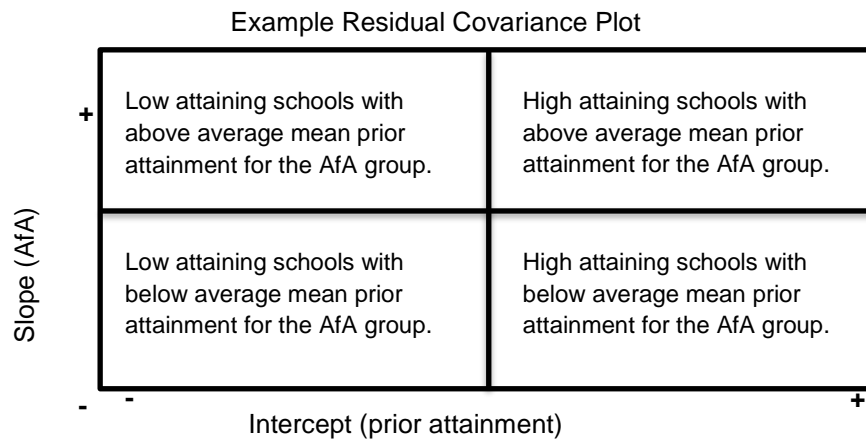 Example Residual Covariance Plot
+
Low attaining schools with
above average mean prior
attainment for the AfA group.
High attaining schools with
above average mean prior
attainment for the AfA group.
Slope (AfA)
Low attaining schools with
below average mean prior
attainment for the AfA group.
High attaining schools with
below average mean prior
attainment for the AfA group.
-
-
+
Intercept (prior attainment)